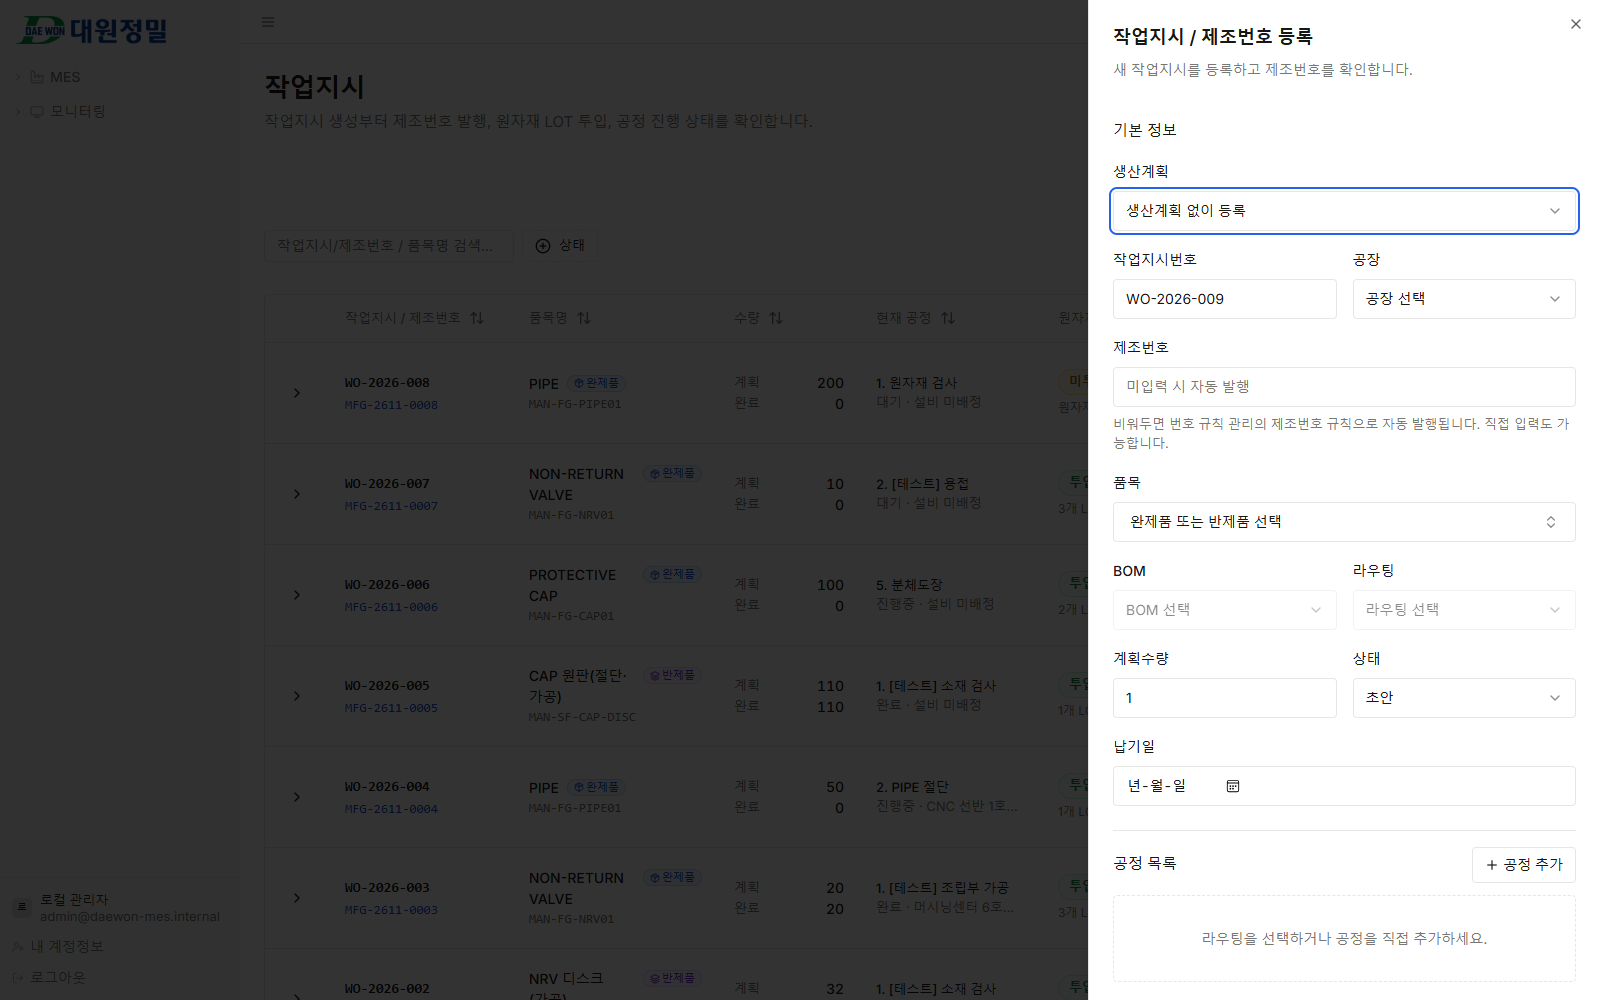 DAE WON 대원정밀
MES
모니터링
작업지시
작업지시 생성부터 제조번호 발행, 원자재 LOT 투입, 공정 진행 상태를 확인합니다.
작업지시/제조번호 / 품목명 검색...
상태
작업지시 / 제조번호 품목명 수량 현재 공정
WO-2026-008
MFG-2611-0008
PIPE 완제품
MAN-FG-PIPE01
계획 200
완료 0
1. 원자재 검사
대기 · 설비 미배정
WO-2026-007
MFG-2611-0007
NON-RETURN VALVE 완제품
MAN-FG-NRV01
계획 10
완료 0
2. [테스트] 용접
대기 · 설비 미배정
3개
WO-2026-006
MFG-2611-0006
PROTECTIVE CAP 완제품
MAN-FG-CAP01
계획 100
완료 0
5. 분체도장
진행중 · 설비 미배정
2개
WO-2026-005
MFG-2611-0005
CAP 원판(절단·가공) 반제품
MAN-SF-CAP-DISC
계획 110
완료 110
1. [테스트] 소재 검사
완료 · 설비 미배정
1개
WO-2026-004
MFG-2611-0004
PIPE 완제품
MAN-FG-PIPE01
계획 50
완료 0
2. PIPE 절단
진행중 · CNC 선반 1호...
1개
WO-2026-003
MFG-2611-0003
NON-RETURN VALVE 완제품
MAN-FG-NRV01
계획 20
완료 20
1. [테스트] 조립부 가공
완료 · 머시닝센터 6호...
3개
WO-2026-002
NRV 디스크(가공) 반제품
계획 32
1. [테스트] 소재 검사
로컬 관리자
admin@daewon-mes.internal
내 계정정보
로그아웃
작업지시 / 제조번호 등록
새 작업지시를 등록하고 제조번호를 확인합니다.
기본 정보
생산계획
생산계획 없이 등록
작업지시번호 공장
WO-2026-009 공장 선택
제조번호
미입력 시 자동 발행
비워두면 번호 규칙 관리의 제조번호 규칙으로 자동 발행됩니다. 직접 입력도 가
능합니다.
품목
완제품 또는 반제품 선택
BOM 라우팅
BOM 선택 라우팅 선택
계획수량 상태
1 초안
납기일
년-월-일
공정 목록 + 공정 추가
라우팅을 선택하거나 공정을 직접 추가하세요.